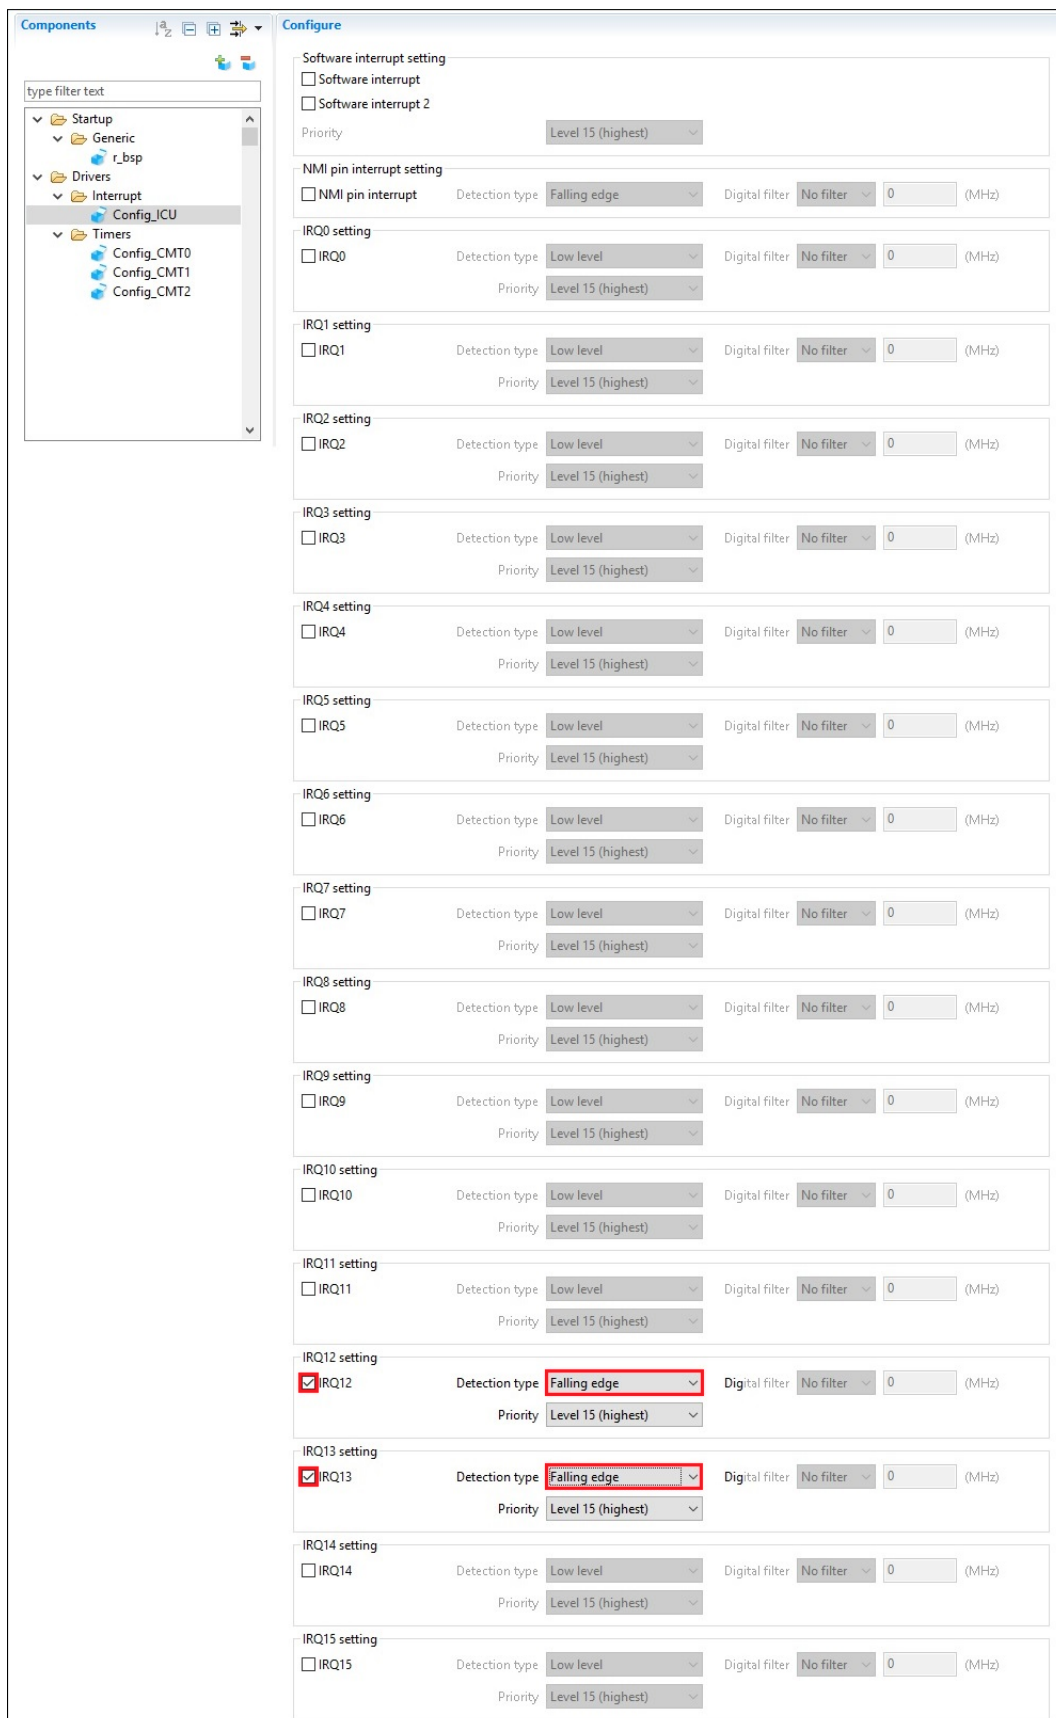 Components
type filter text
Startup
Generic
r_bsp
Drivers
Interrupt
Config_ICU
Timers
Config_CMT0
Config_CMT1
Config_CMT2
Configure
Software interrupt setting
Software interrupt
Software interrupt 2
Priority Level 15 (highest)
NMI pin interrupt setting
NMI pin interrupt Detection type Falling edge Digital filter No filter 0 (MHz)
IRQ0 setting
IRQ0 Detection type Low level Digital filter No filter 0 (MHz)
Priority Level 15 (highest)
IRQ1 setting
IRQ1 Detection type Low level Digital filter No filter 0 (MHz)
Priority Level 15 (highest)
IRQ2 setting
IRQ2 Detection type Low level Digital filter No filter 0 (MHz)
Priority Level 15 (highest)
IRQ3 setting
IRQ3 Detection type Low level Digital filter No filter 0 (MHz)
Priority Level 15 (highest)
IRQ4 setting
IRQ4 Detection type Low level Digital filter No filter 0 (MHz)
Priority Level 15 (highest)
IRQ5 setting
IRQ5 Detection type Low level Digital filter No filter 0 (MHz)
Priority Level 15 (highest)
IRQ6 setting
IRQ6 Detection type Low level Digital filter No filter 0 (MHz)
Priority Level 15 (highest)
IRQ7 setting
IRQ7 Detection type Low level Digital filter No filter 0 (MHz)
Priority Level 15 (highest)
IRQ8 setting
IRQ8 Detection type Low level Digital filter No filter 0 (MHz)
Priority Level 15 (highest)
IRQ9 setting
IRQ9 Detection type Low level Digital filter No filter 0 (MHz)
Priority Level 15 (highest)
IRQ10 setting
IRQ10 Detection type Low level Digital filter No filter 0 (MHz)
Priority Level 15 (highest)
IRQ11 setting
IRQ11 Detection type Low level Digital filter No filter 0 (MHz)
Priority Level 15 (highest)
IRQ12 setting
IRQ12 Detection type Falling edge Digital filter No filter 0 (MHz)
Priority Level 15 (highest)
IRQ13 setting
IRQ13 Detection type Falling edge Digital filter No filter 0 (MHz)
Priority Level 15 (highest)
IRQ14 setting
IRQ14 Detection type Low level Digital filter No filter 0 (MHz)
Priority Level 15 (highest)
IRQ15 setting
IRQ15 Detection type Low level Digital filter No filter 0 (MHz)
Priority Level 15 (highest)